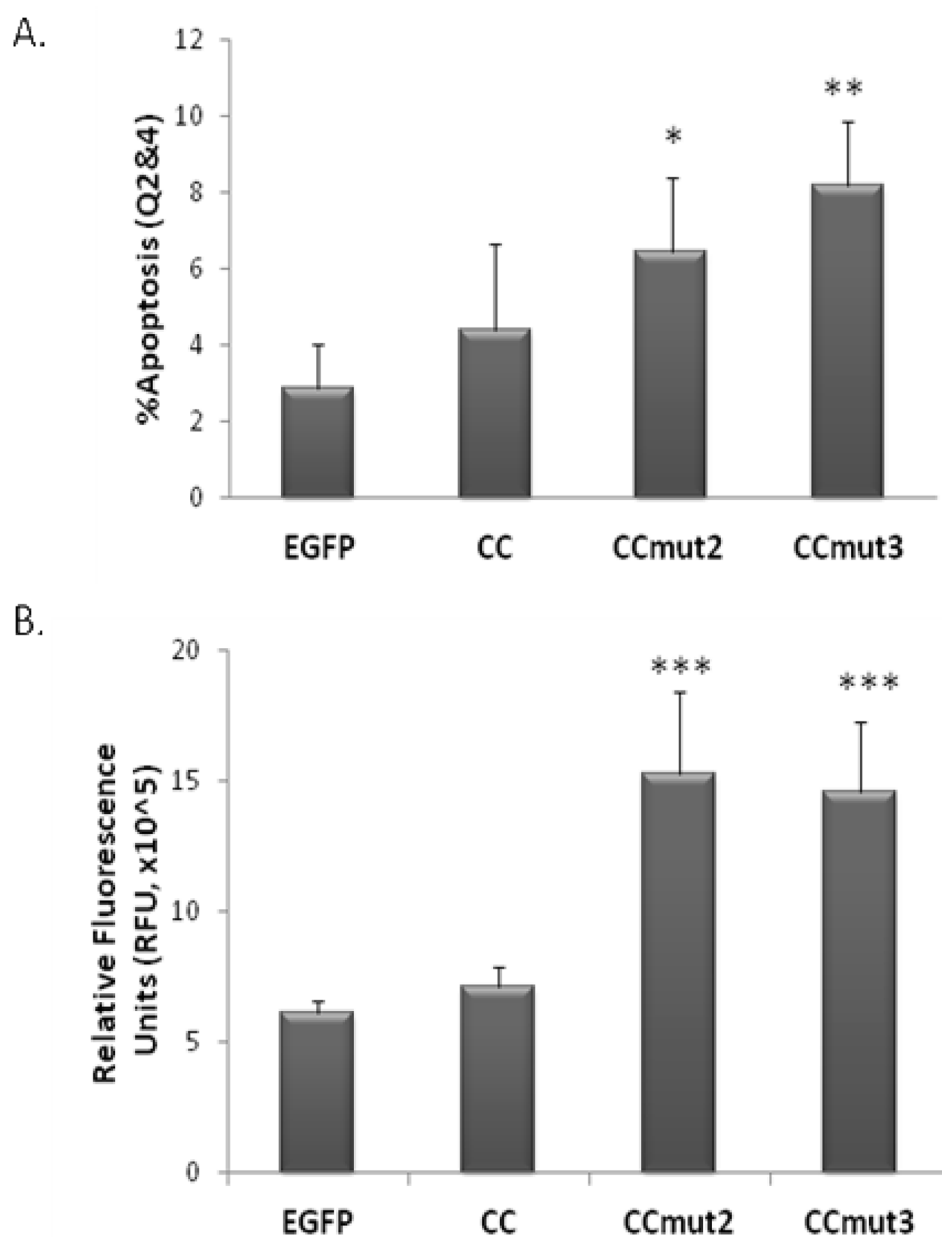 A.
%Apoptosis (Q2&4)
12
10
8
6
4
2
0
*
**
EGFP CC CCmut2 CCmut3
B.
Relative Fluorescence
Units (RFU, x10^5)
20
15
10
5
0
***
***
EGFP CC CCmut2 CCmut3